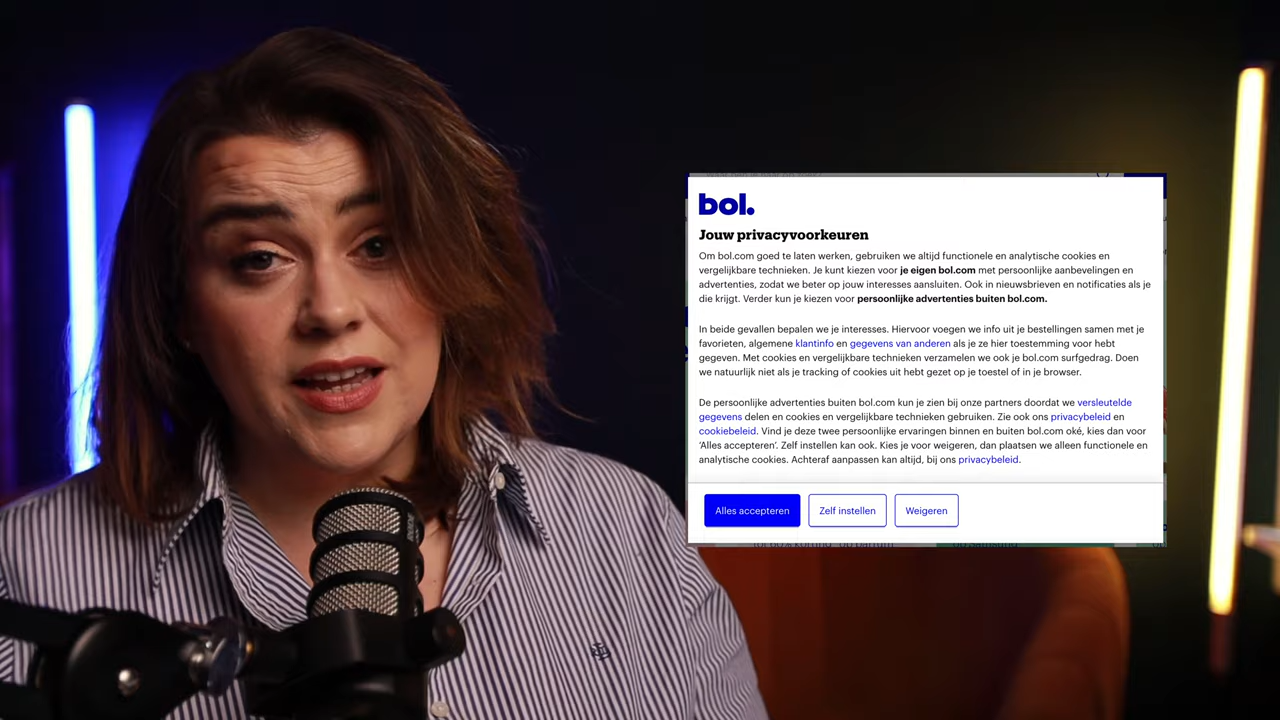 bol.
Jouw privacyvoorkeuren
Om bol.com goed te laten werken, gebruiken we altijd functionele en analytische cookies en
vergelijkbare technieken. Je kunt kiezen voor je eigen bol.com met persoonlijke aanbevelingen en
advertenties, zodat we beter op jouw interesses aansluiten. Ook in nieuwsbrieven en notificaties als je
die krijgt. Verder kun je kiezen voor persoonlijke advertenties buiten bol.com.
In beide gevallen bepalen we je interesses. Hiervoor voegen we info uit je bestellingen samen met je
favorieten, algemene klantinfo en gegevens van anderen als je ze hier toestemming voor hebt
gegeven. Met cookies en vergelijkbare technieken verzamelen we ook je bol.com surfgedrag. Doen
we natuurlijk niet als je tracking of cookies uit hebt gezet op je toestel of in je browser.
De persoonlijke advertenties buiten bol.com kun je zien bij onze partners doordat we versleutelde
gegevens delen en cookies en vergelijkbare technieken gebruiken. Zie ook ons privacybeleid en
cookiebeleid. Vind je deze twee persoonlijke ervaringen binnen en buiten bol.com oké, kies dan voor
‘Alles accepteren’. Zelf instellen kan ook. Kies je voor weigeren, dan plaatsen we alleen functionele en
analytische cookies. Achteraf aanpassen kan altijd, bij ons privacybeleid.
Alles accepteren Zelf instellen Weigeren